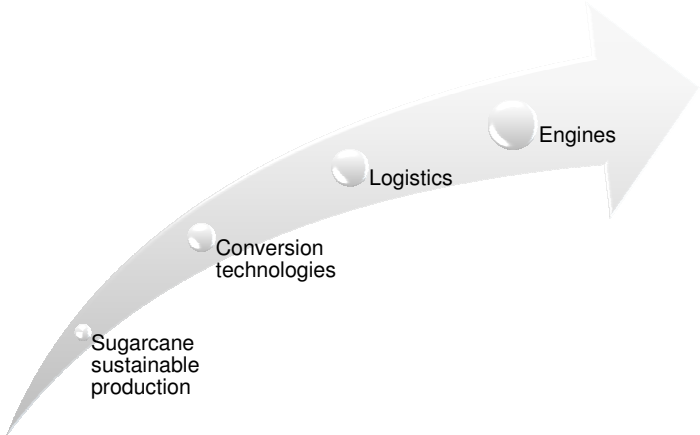 Engines
Logistics
Conversion
technologies
Sugarcane
sustainable
production